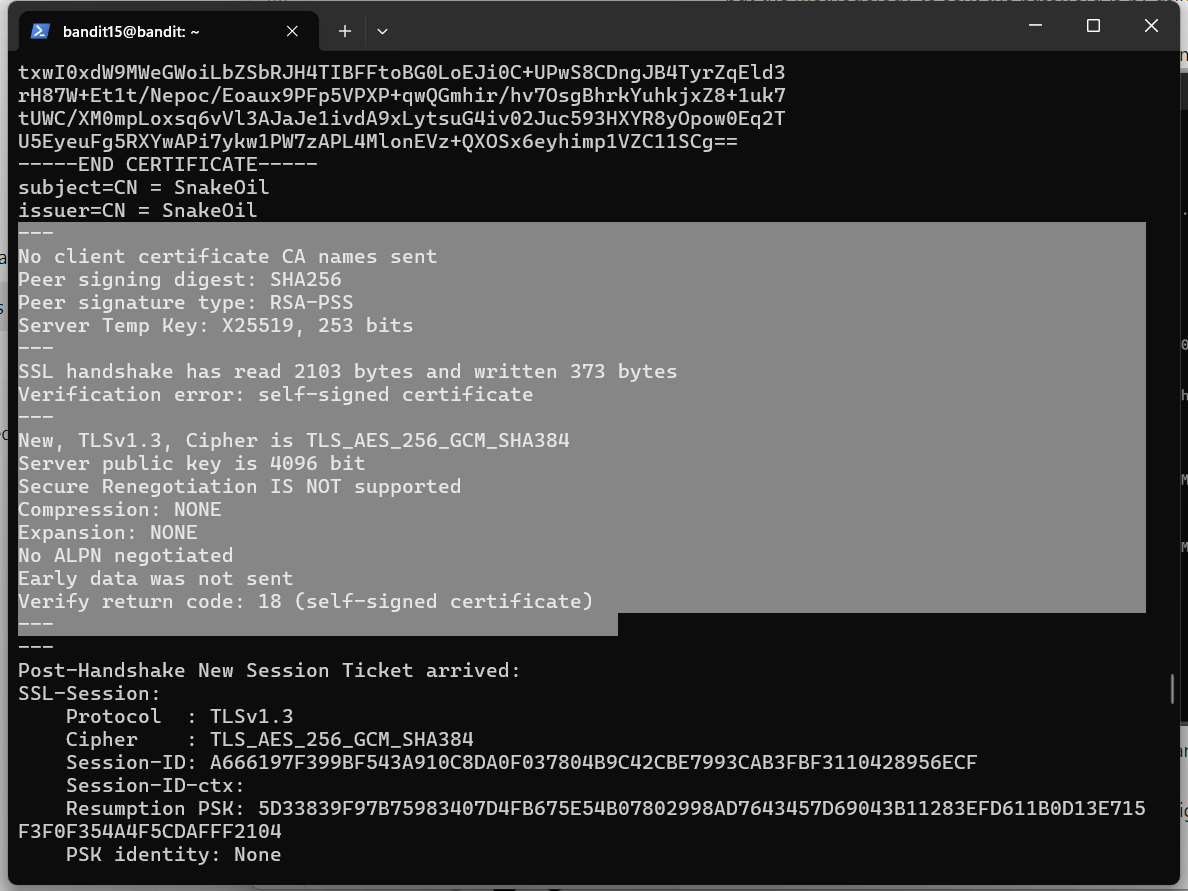 bandit15@bandit: ~
txwI0xdW9MWeGWoiLbZSbRJH4TIBFFtoBG0LoEJi0C+UPwS8CDngJB4TyrZqEld3
rH87W+Et1t/Nepoc/Eoaux9PFp5VPXP+qwQGmhir/hv7OsgBhrkYuhkjxZ8+1uk7
tUWC/XM0mpLoxsq6vVl3AJaJe1ivdA9xLytsuG4iv02Juc593HXYR8yOpow0Eq2T
U5EyeuFg5RXYwAPi7ykw1PW7zAPL4MlonEVz+QXOSx6eyhimp1VZC11SCg==
-----END CERTIFICATE-----
subject=CN = SnakeOil
issuer=CN = SnakeOil
---
No client certificate CA names sent
Peer signing digest: SHA256
Peer signature type: RSA-PSS
Server Temp Key: X25519, 253 bits
---
SSL handshake has read 2103 bytes and written 373 bytes
Verification error: self-signed certificate
---
New, TLSv1.3, Cipher is TLS_AES_256_GCM_SHA384
Server public key is 4096 bit
Secure Renegotiation IS NOT supported
Compression: NONE
Expansion: NONE
No ALPN negotiated
Early data was not sent
Verify return code: 18 (self-signed certificate)
---
---
Post-Handshake New Session Ticket arrived:
SSL-Session:
    Protocol  : TLSv1.3
    Cipher    : TLS_AES_256_GCM_SHA384
    Session-ID: A666197F399BF543A910C8DA0F037804B9C42CBE7993CAB3FBF3110428956ECF
    Session-ID-ctx:
    Resumption PSK: 5D33839F97B75983407D4FB675E54B07802998AD7643457D69043B11283EFD611B0D13E715
F3F0F354A4F5CDAFFF2104
    PSK identity: None